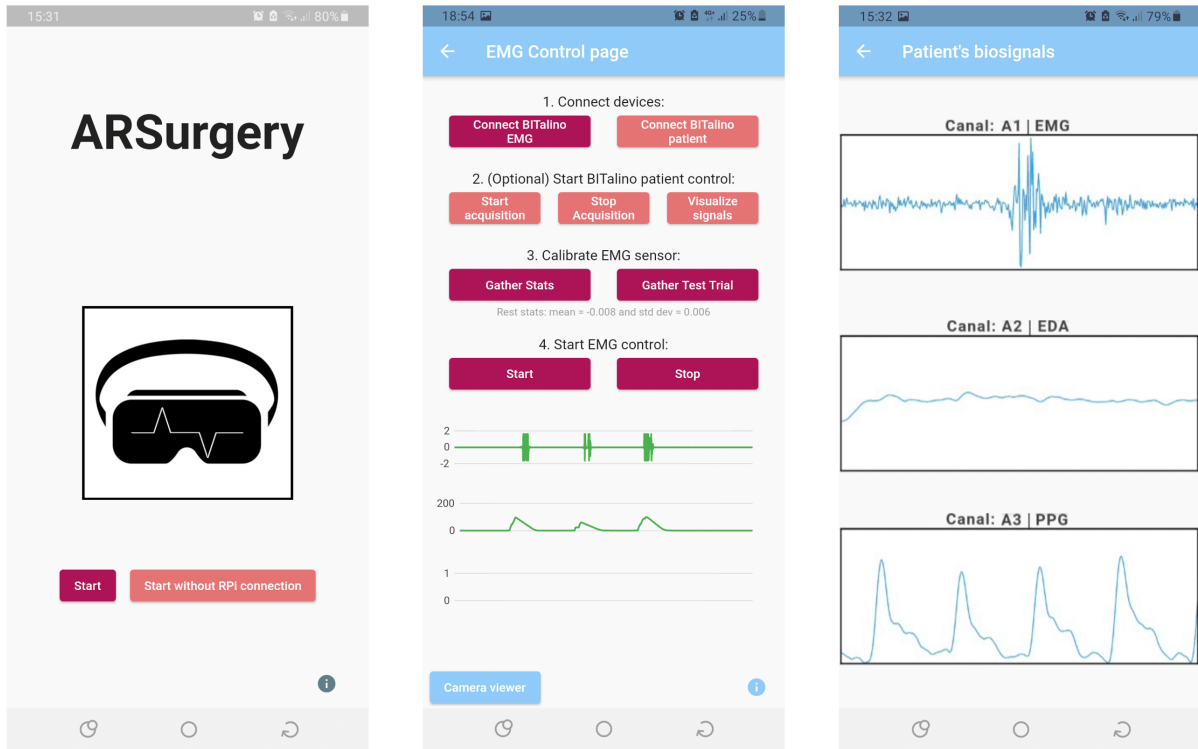 15:31
80%
ARSurgery
Start
Start without RPi connection
i
18:54
4G+
25%
EMG Control page
1. Connect devices:
Connect BITalino
EMG
Connect BITalino
patient
2. (Optional) Start BITalino patient control:
Start
acquisition
Stop
Acquisition
Visualize
signals
3. Calibrate EMG sensor:
Gather Stats
Gather Test Trial
Rest stats: mean = -0.008 and std dev = 0.006
4. Start EMG control:
Start
Stop
2
0
-2
200
0
1
0
Camera viewer
i
15:32
79%
Patient's biosignals
Canal: A1 | EMG
Canal: A2 | EDA
Canal: A3 | PPG